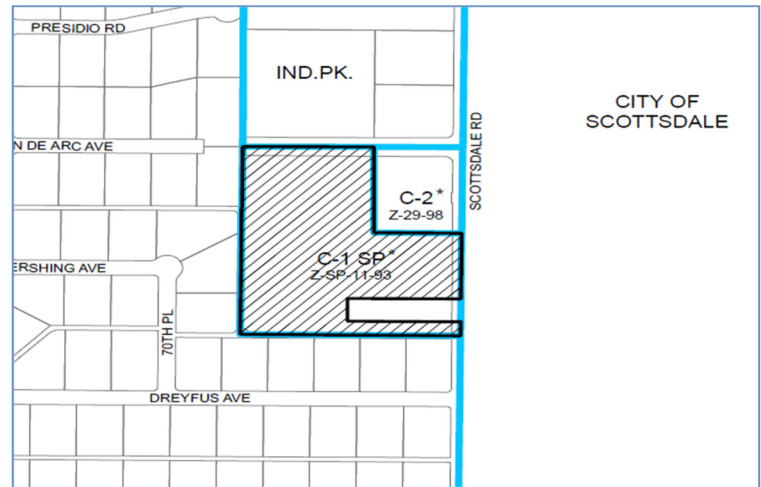 PRESIDIO RD
IND.PK.
CITY OF
SCOTTSDALE
N DE ARC AVE
SCOTTSDALE RD
C-2*
Z-29-98
C-1 SP*
Z-SP-11-93
ERSHING AVE
70TH PL
DREYFUS AVE